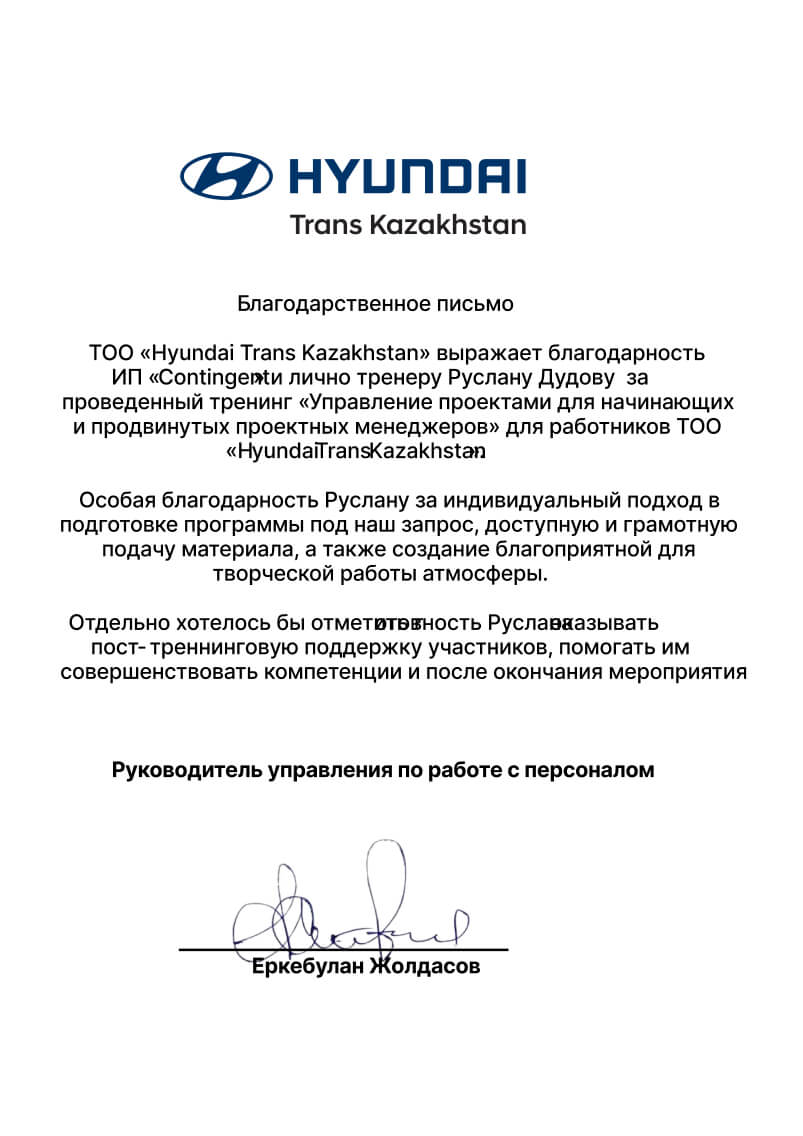 HYUNDAI
Trans Kazakhstan
Благодарственное письмо
ТОО «Hyundai Trans Kazakhstan» выражает благодарность
ИП «Contingent» и лично тренеру Руслану Дудову за
проведенный тренинг «Управление проектами для начинающих
и продвинутых проектных менеджеров» для работников ТОО
«Hyundai Trans Kazakhstan».
Особая благодарность Руслану за индивидуальный подход в
подготовке программы под наш запрос, доступную и грамотную
подачу материала, а также создание благоприятной для
творческой работы атмосферы.
Отдельно хотелось бы отметить готовность Руслана оказывать
пост- треннинговую поддержку участников, помогать им
совершенствовать компетенции и после окончания мероприятия
Руководитель управления по работе с персоналом
Еркебулан Жолдасов